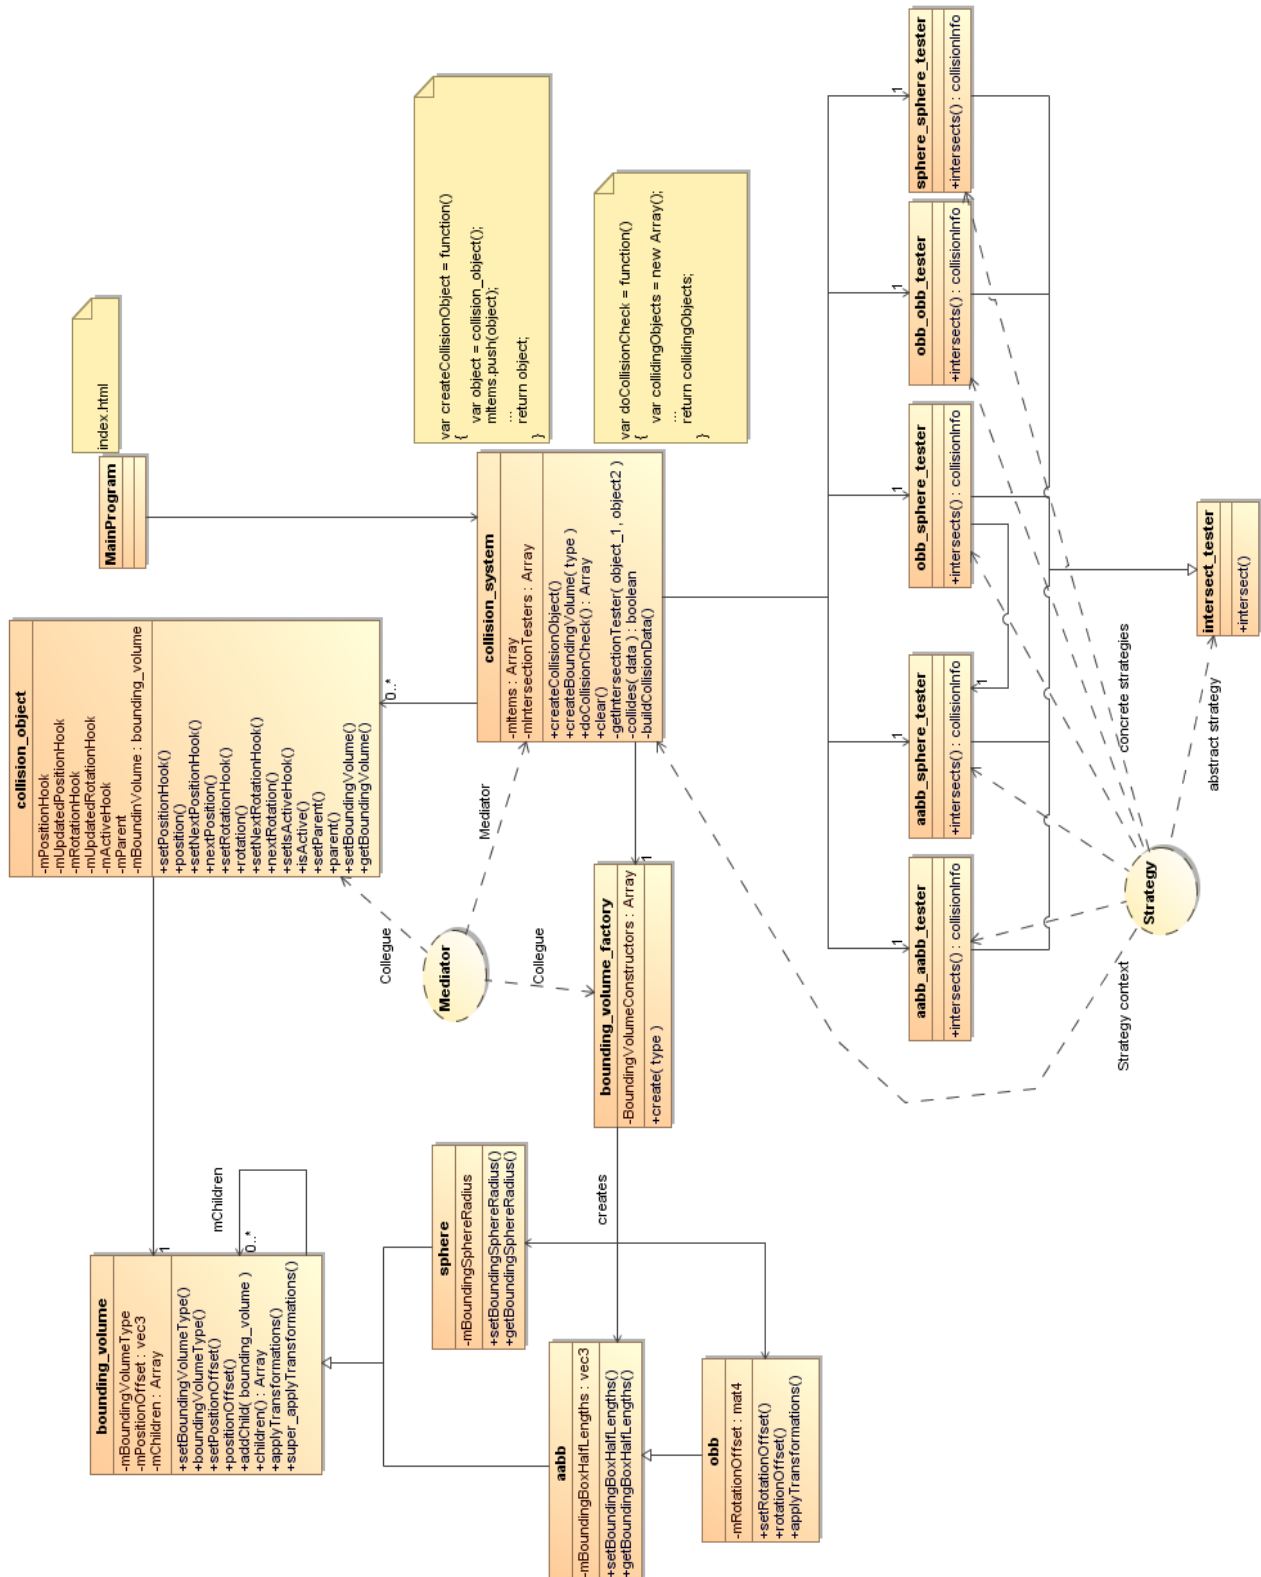 index.html
MainProgram
collision_object
-mPositionHook
-mUpdatedPositionHook
-mRotationHook
-mUpdatedRotationHook
-mActiveHook
-mParent
-mBoundinVolume : bounding_volume
+setPositionHook()
+position()
+setNextPositionHook()
+nextPosition()
+setRotationHook()
+rotation()
+setNextRotationHook()
+nextRotation()
+setIsActiveHook()
+isActive()
+setParent()
+parent()
+setBoundingVolume()
+getBoundingVolume()
0..*
var createCollisionObject = function()
{
var object = collision_object();
mItems.push(object);
...
return object;
}
var doCollisionCheck = function()
{
var collidingObjects = new Array();
...
return collidingObjects;
}
collision_system
-mItems : Array
-mIntersectionTesters : Array
+createCollisionObject()
+createBoundingVolume( type )
+doCollisionCheck() : Array
+clear()
-getIntersectionTester( object_1, object2 )
-collides( data ) : boolean
-buildCollisionData()
Mediator
Collegue
Mediator
Collegue
bounding_volume
-mBoundingVolumeType
-mPositionOffset : vec3
-mChildren : Array
+setBoundingVolumeType()
+boundingVolumeType()
+setPositionOffset()
+positionOffset()
+addChild( bounding_volume )
+children() : Array
+applyTransformations()
+super_applyTransformations()
1
mChildren
0..*
bounding_volume_factory
-BoundingVolumeConstructors : Array
+create( type )
1
creates
sphere
-mBoundingSphereRadius
+setBoundingSphereRadius()
+getBoundingSphereRadius()
aabb
-mBoundingBoxHalfLengths : vec3
+setBoundingBoxHalfLengths()
+getBoundingBoxHalfLengths()
obb
-mRotationOffset : mat4
+setRotationOffset()
+rotationOffset()
+applyTransformations()
1
aabb_aabb_tester
+intersects() : collisionInfo
1
aabb_sphere_tester
+intersects() : collisionInfo
1
1
obb_sphere_tester
+intersects() : collisionInfo
1
obb_obb_tester
+intersects() : collisionInfo
1
sphere_sphere_tester
+intersects() : collisionInfo
Strategy context
Strategy
concrete strategies
abstract strategy
intersect_tester
+intersect()